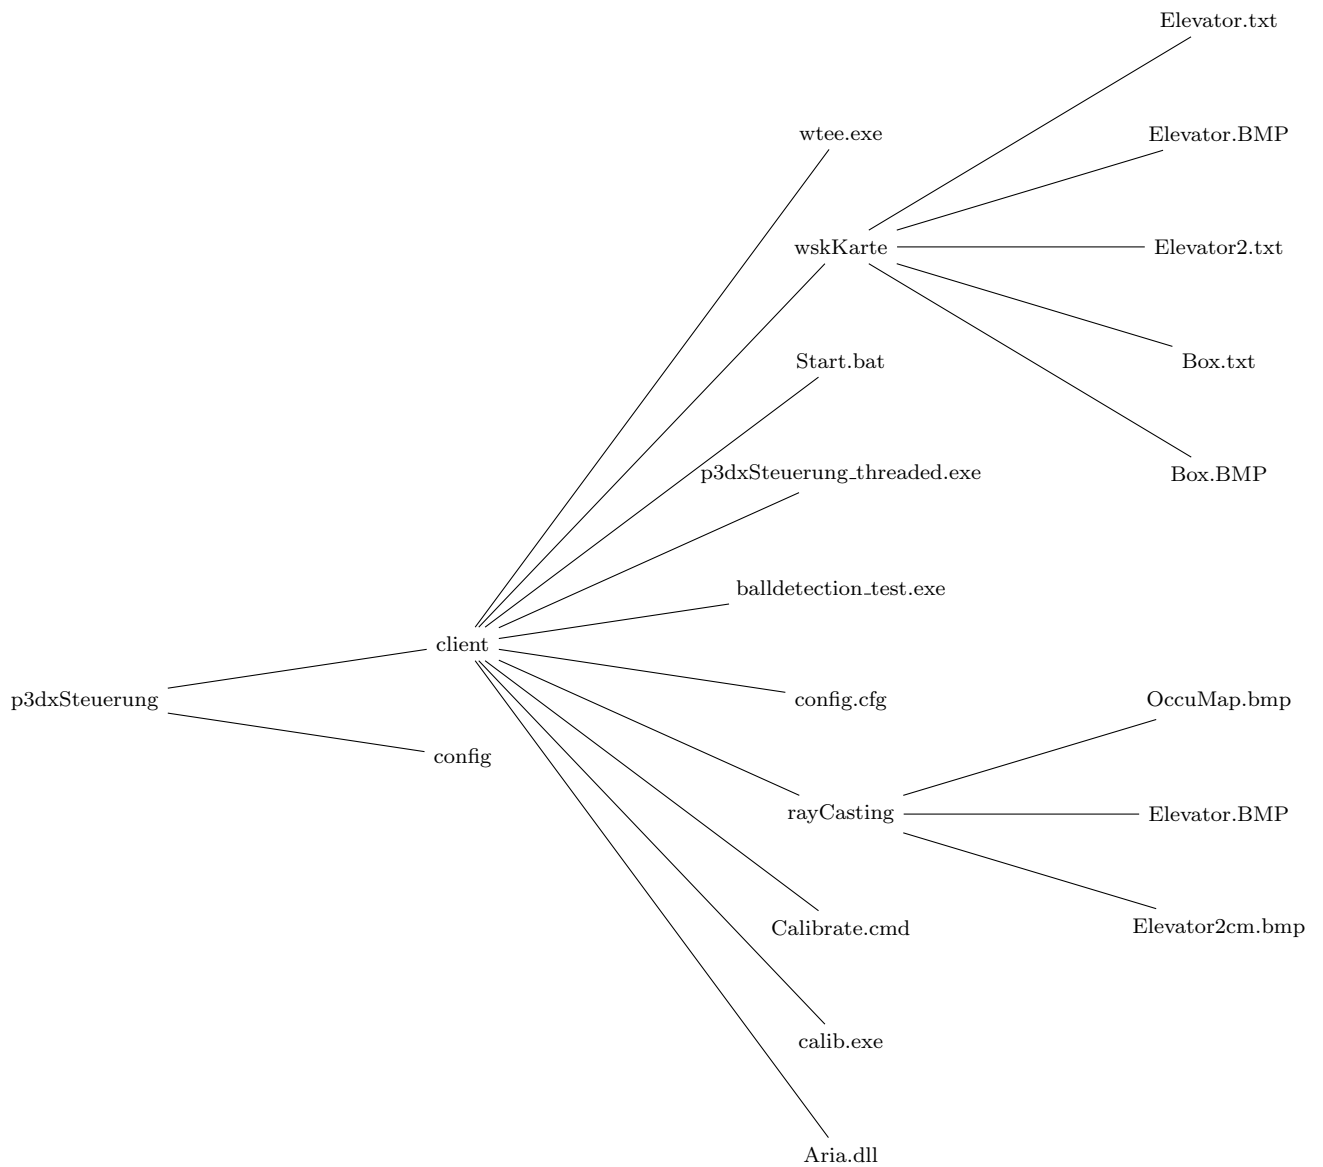 Elevator.txt
wtee.exe
Elevator.BMP
wskKarte
Elevator2.txt
Start.bat
Box.txt
p3dxSteuerung_threaded.exe
Box.BMP
balldetection_test.exe
client
p3dxSteuerung
config.cfg
OccuMap.bmp
config
rayCasting
Elevator.BMP
Calibrate.cmd
Elevator2cm.bmp
calib.exe
Aria.dll